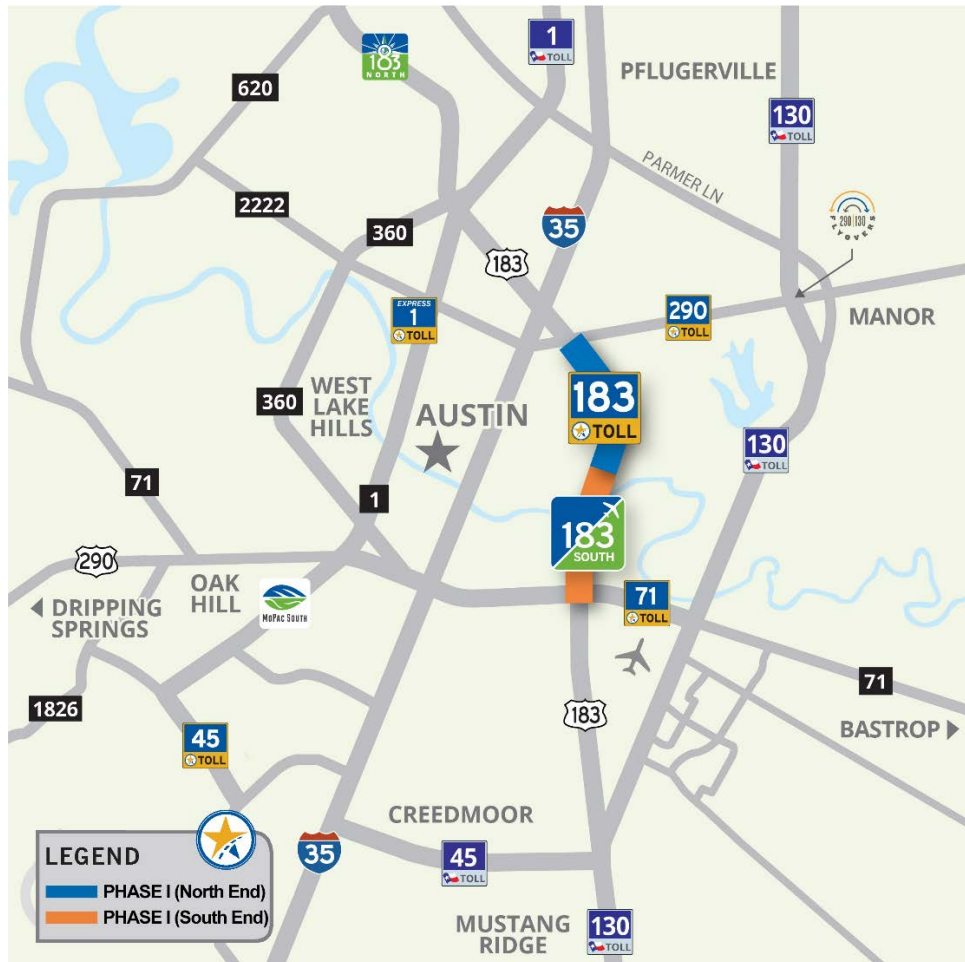 183
NORTH
1
TOLL
PFLUGERVILLE
620
130
TOLL
PARMER LN
2222
360
35
183
290|130
FLYOVERS
EXPRESS
1
TOLL
290
TOLL
MANOR
WEST
LAKE
HILLS
360
183
TOLL
AUSTIN
130
TOLL
71
1
183
SOUTH
290
OAK
HILL
71
TOLL
DRIPPING
SPRINGS
MoPac South
71
1826
183
BASTROP
45
TOLL
CREEDMOOR
LEGEND
PHASE I (North End)
PHASE I (South End)
35
45
TOLL
MUSTANG
RIDGE
130
TOLL